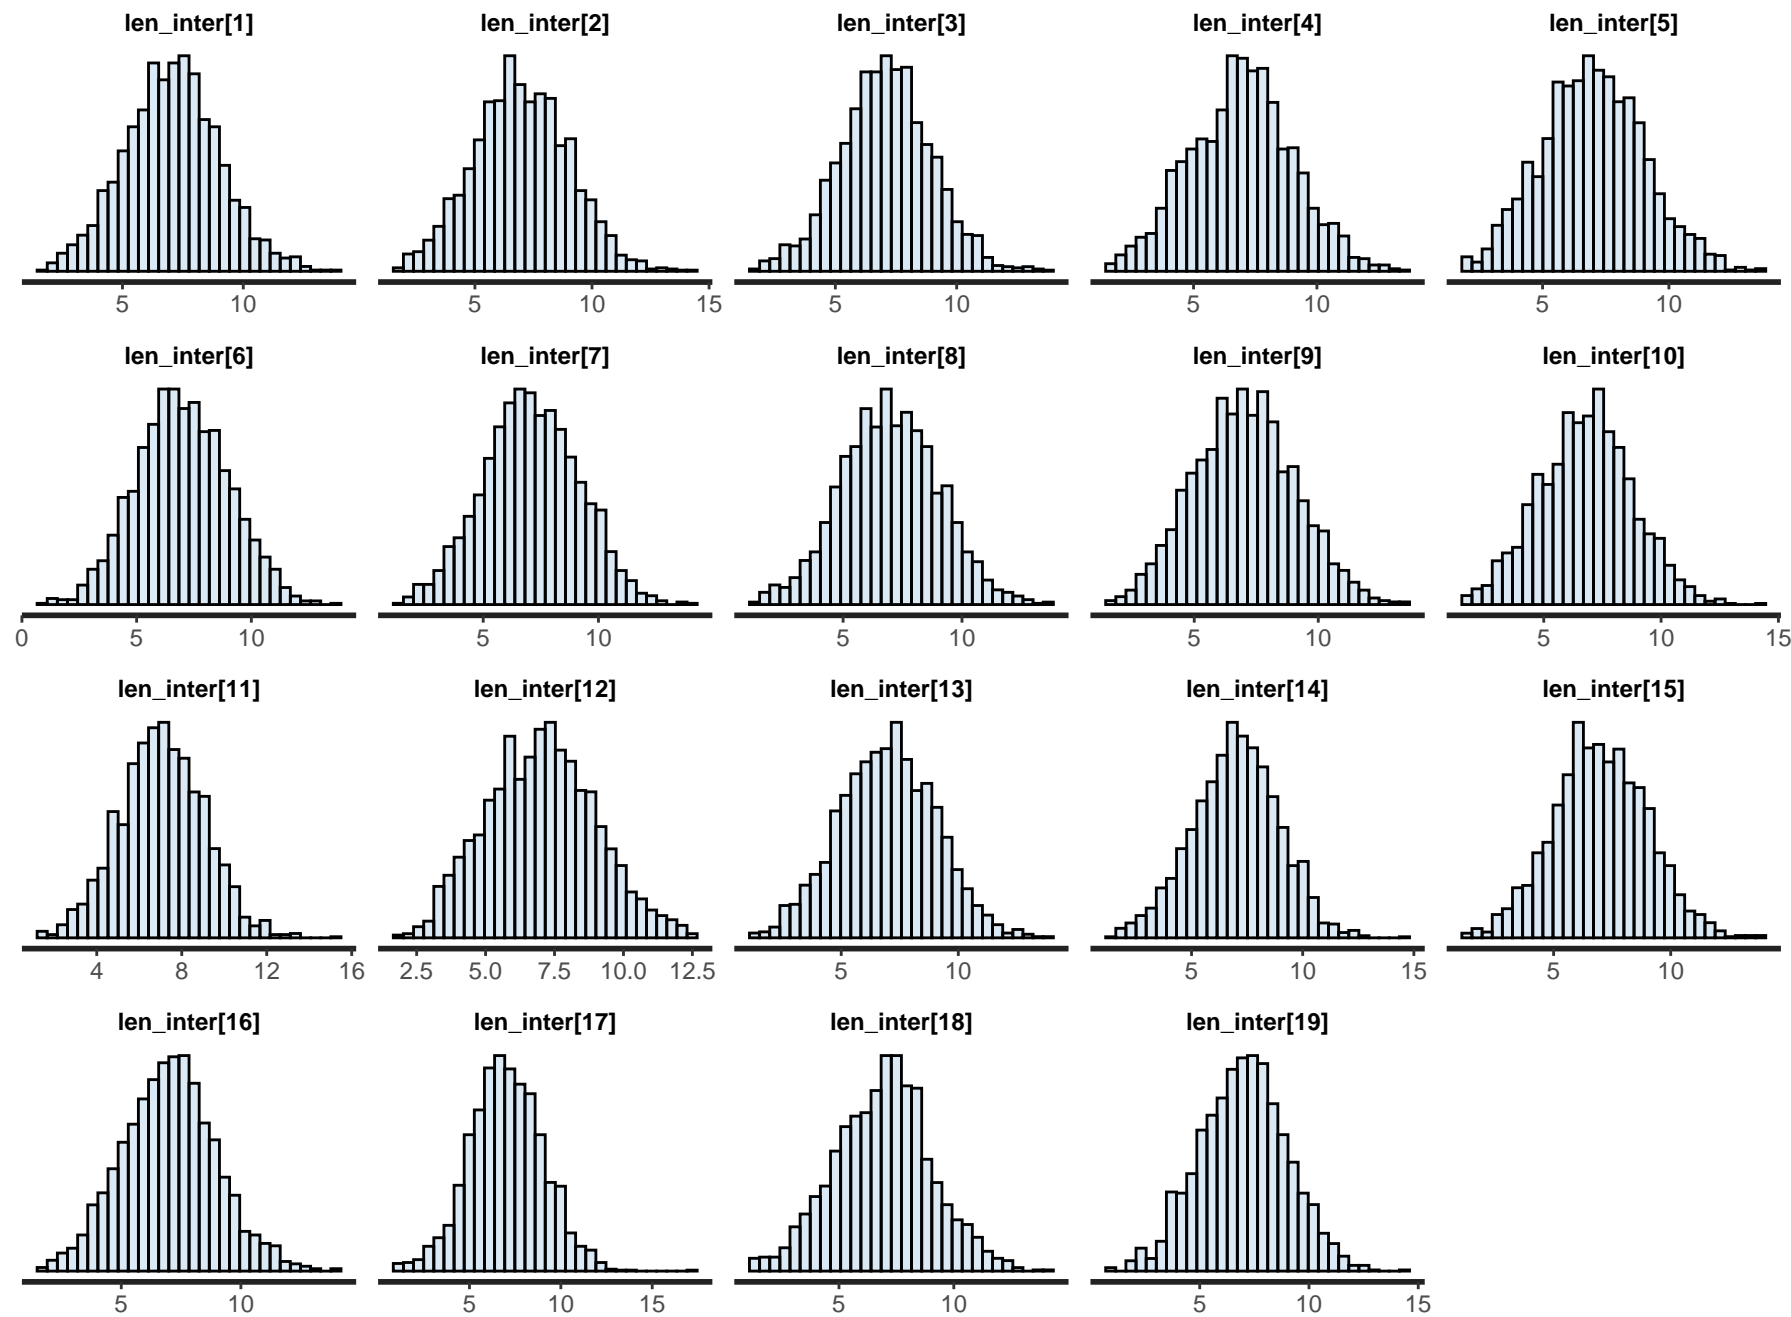 len_inter[1] len_inter[2] len_inter[3] len_inter[4] len_inter[5]
5 10 5 10 15 5 10 5 10 5 10
len_inter[6] len_inter[7] len_inter[8] len_inter[9] len_inter[10]
0 5 10 5 10 5 10 5 10 5 10 15
len_inter[11] len_inter[12] len_inter[13] len_inter[14] len_inter[15]
4 8 12 16 2.5 5.0 7.5 10.0 12.5 5 10 5 10 15 5 10
len_inter[16] len_inter[17] len_inter[18] len_inter[19]
5 10 5 10 15 5 10 5 10 15